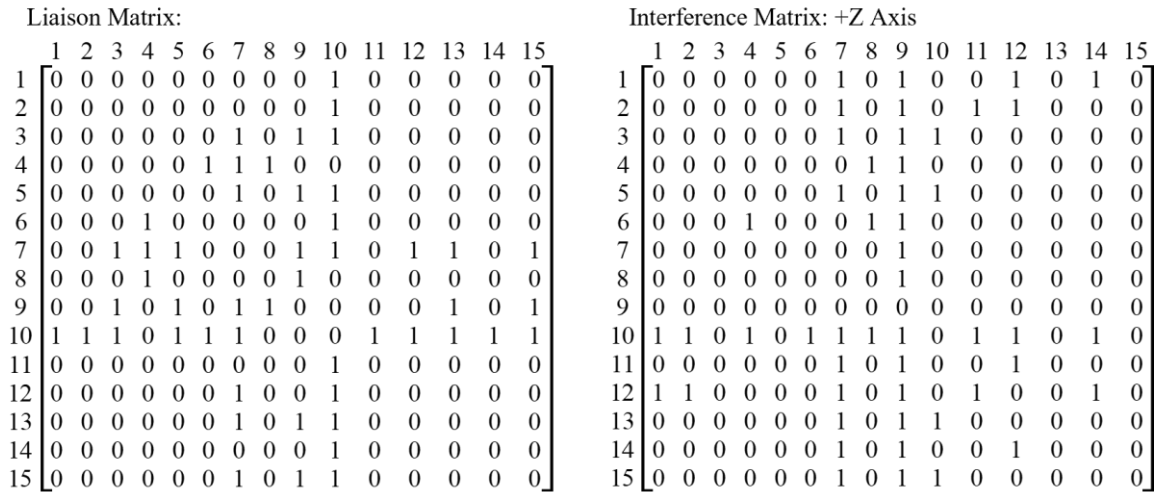 Liaison Matrix:
1 2 3 4 5 6 7 8 9 10 11 12 13 14 15
1 0 0 0 0 0 0 0 0 0 1 0 0 0 0 0
2 0 0 0 0 0 0 0 0 0 1 0 0 0 0 0
3 0 0 0 0 0 0 1 0 1 1 0 0 0 0 0
4 0 0 0 0 0 1 1 1 0 0 0 0 0 0 0
5 0 0 0 0 0 0 1 0 1 1 0 0 0 0 0
6 0 0 0 1 0 0 0 0 0 1 0 0 0 0 0
7 0 0 1 1 1 0 0 0 1 1 0 1 1 0 1
8 0 0 0 1 0 0 0 0 1 0 0 0 0 0 0
9 0 0 1 0 1 0 1 1 0 0 0 0 1 0 1
10 1 1 1 0 1 1 1 0 0 0 1 1 1 1 1
11 0 0 0 0 0 0 0 0 0 1 0 0 0 0 0
12 0 0 0 0 0 0 1 0 0 1 0 0 0 0 0
13 0 0 0 0 0 0 1 0 1 1 0 0 0 0 0
14 0 0 0 0 0 0 0 0 0 1 0 0 0 0 0
15 0 0 0 0 0 0 1 0 1 1 0 0 0 0 0
Interference Matrix: +Z Axis
1 2 3 4 5 6 7 8 9 10 11 12 13 14 15
1 0 0 0 0 0 0 1 0 1 0 0 1 0 1 0
2 0 0 0 0 0 0 1 0 1 0 1 1 0 0 0
3 0 0 0 0 0 0 1 0 1 1 0 0 0 0 0
4 0 0 0 0 0 0 0 1 1 0 0 0 0 0 0
5 0 0 0 0 0 0 1 0 1 1 0 0 0 0 0
6 0 0 0 1 0 0 0 1 1 0 0 0 0 0 0
7 0 0 0 0 0 0 0 0 1 0 0 0 0 0 0
8 0 0 0 0 0 0 0 0 1 0 0 0 0 0 0
9 0 0 0 0 0 0 0 0 0 0 0 0 0 0 0
10 1 1 0 1 0 1 1 1 1 0 1 1 0 1 0
11 0 0 0 0 0 0 1 0 1 0 0 1 0 0 0
12 1 1 0 0 0 0 1 0 1 0 1 0 0 1 0
13 0 0 0 0 0 0 1 0 1 1 0 0 0 0 0
14 0 0 0 0 0 0 1 0 1 0 0 1 0 0 0
15 0 0 0 0 0 0 1 0 1 1 0 0 0 0 0